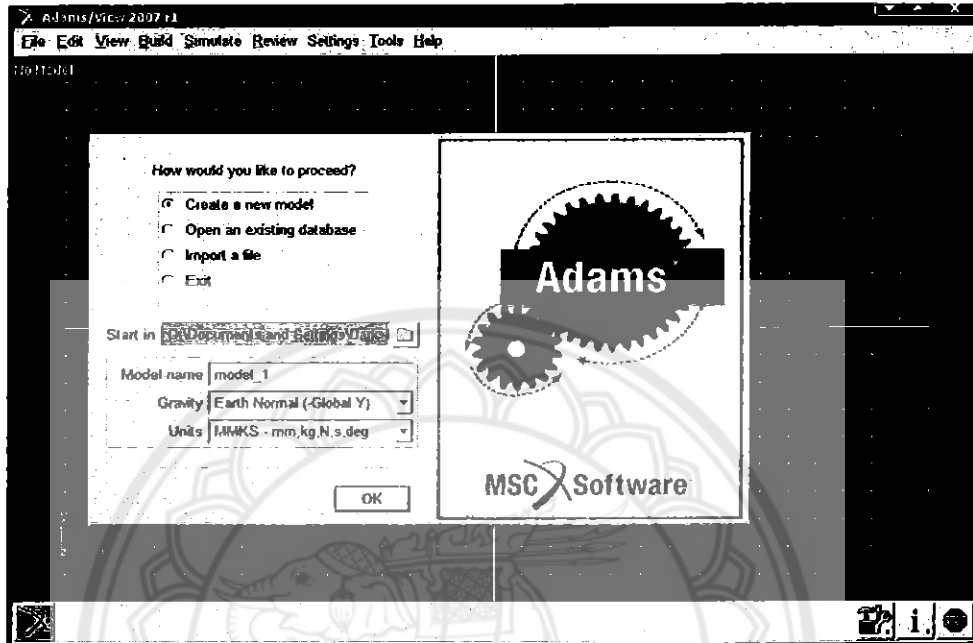 Adams/View 2007 r1
File Edit View Build Simulate Review Settings Tools Help
No Model
How would you like to proceed?
Create a new model
Open an existing database
Import a file
Exit
Start in
Model name model_1
Gravity Earth Normal (-Global Y)
Units MMKS - mm,kg,N,s,deg
OK
Adams
MSC Software